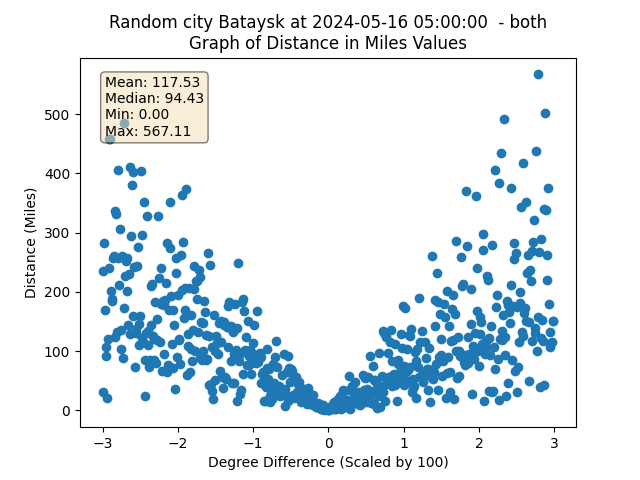 Random city Bataysk at 2024-05-16 05:00:00  - both
Graph of Distance in Miles Values
Mean: 117.53
Median: 94.43
Min: 0.00
Max: 567.11
Distance (Miles)
500
400
300
200
100
0
−3 −2 −1 0 1 2 3
Degree Difference (Scaled by 100)